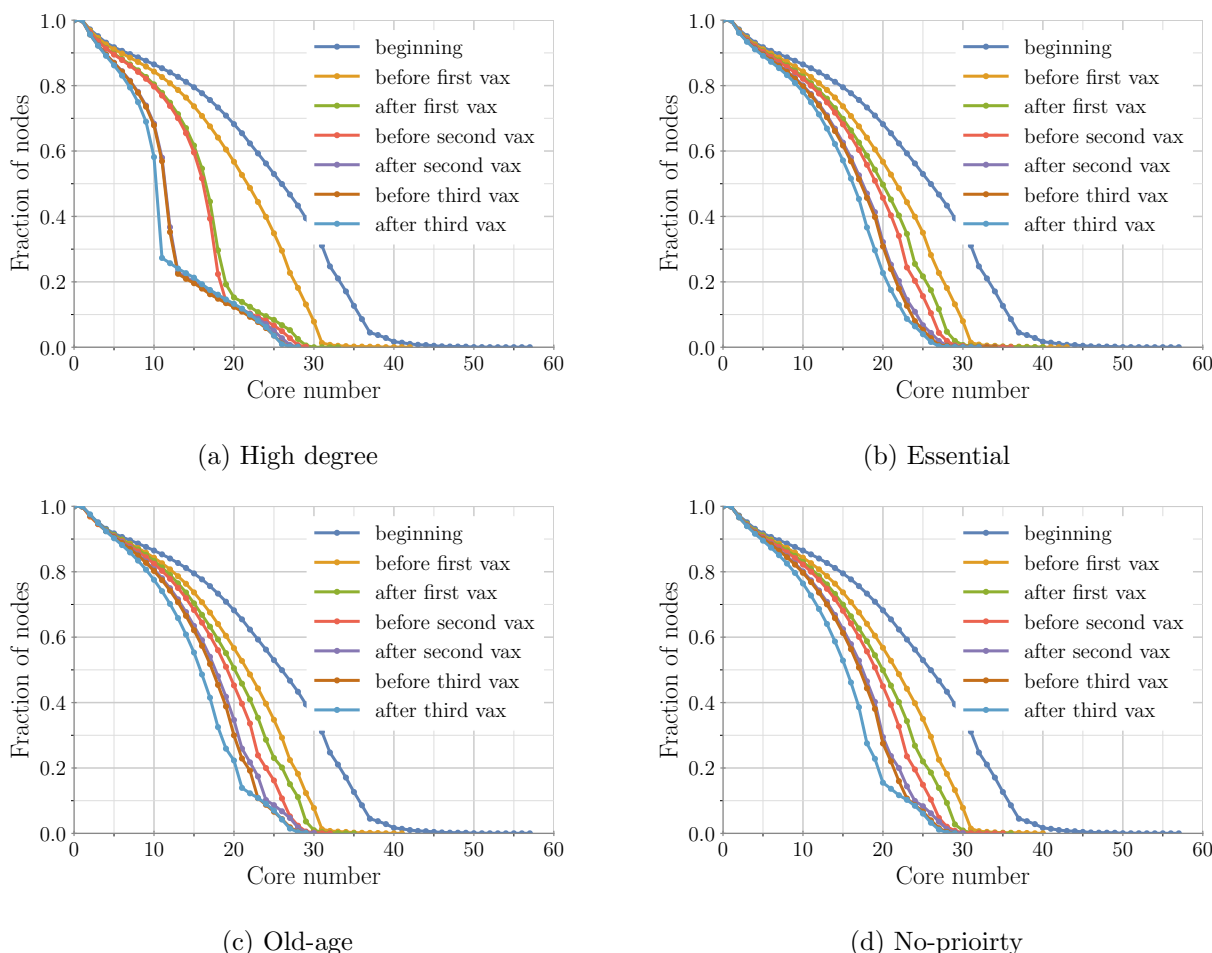 1.0
0.8
0.6
0.4
0.2
0.0
Fraction of nodes
0 10 20 30 40 50 60
Core number
beginning
before first vax
after first vax
before second vax
after second vax
before third vax
after third vax
(a) High degree
1.0
0.8
0.6
0.4
0.2
0.0
Fraction of nodes
0 10 20 30 40 50 60
Core number
beginning
before first vax
after first vax
before second vax
after second vax
before third vax
after third vax
(b) Essential
1.0
0.8
0.6
0.4
0.2
0.0
Fraction of nodes
0 10 20 30 40 50 60
Core number
beginning
before first vax
after first vax
before second vax
after second vax
before third vax
after third vax
(c) Old-age
1.0
0.8
0.6
0.4
0.2
0.0
Fraction of nodes
0 10 20 30 40 50 60
Core number
beginning
before first vax
after first vax
before second vax
after second vax
before third vax
after third vax
(d) No-prioirty